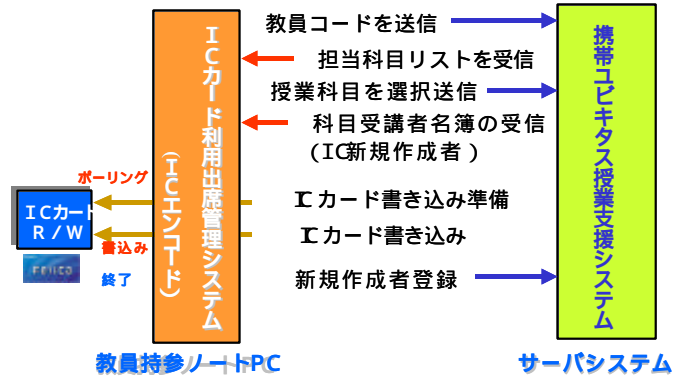 教員コードを送信
担当科目リストを受信
授業科目を選択送信
科目受講者名簿の受信
(IC新規作成者)
ICカード書き込み準備
ICカード書き込み
新規作成者登録
ICカード利用出席管理システム
(ICエンコード)
携帯ユビキタス授業支援システム
ポーリング
ICカード
R/W
書込み
FeliCa
終了
教員持参ノートPC
サーバシステム